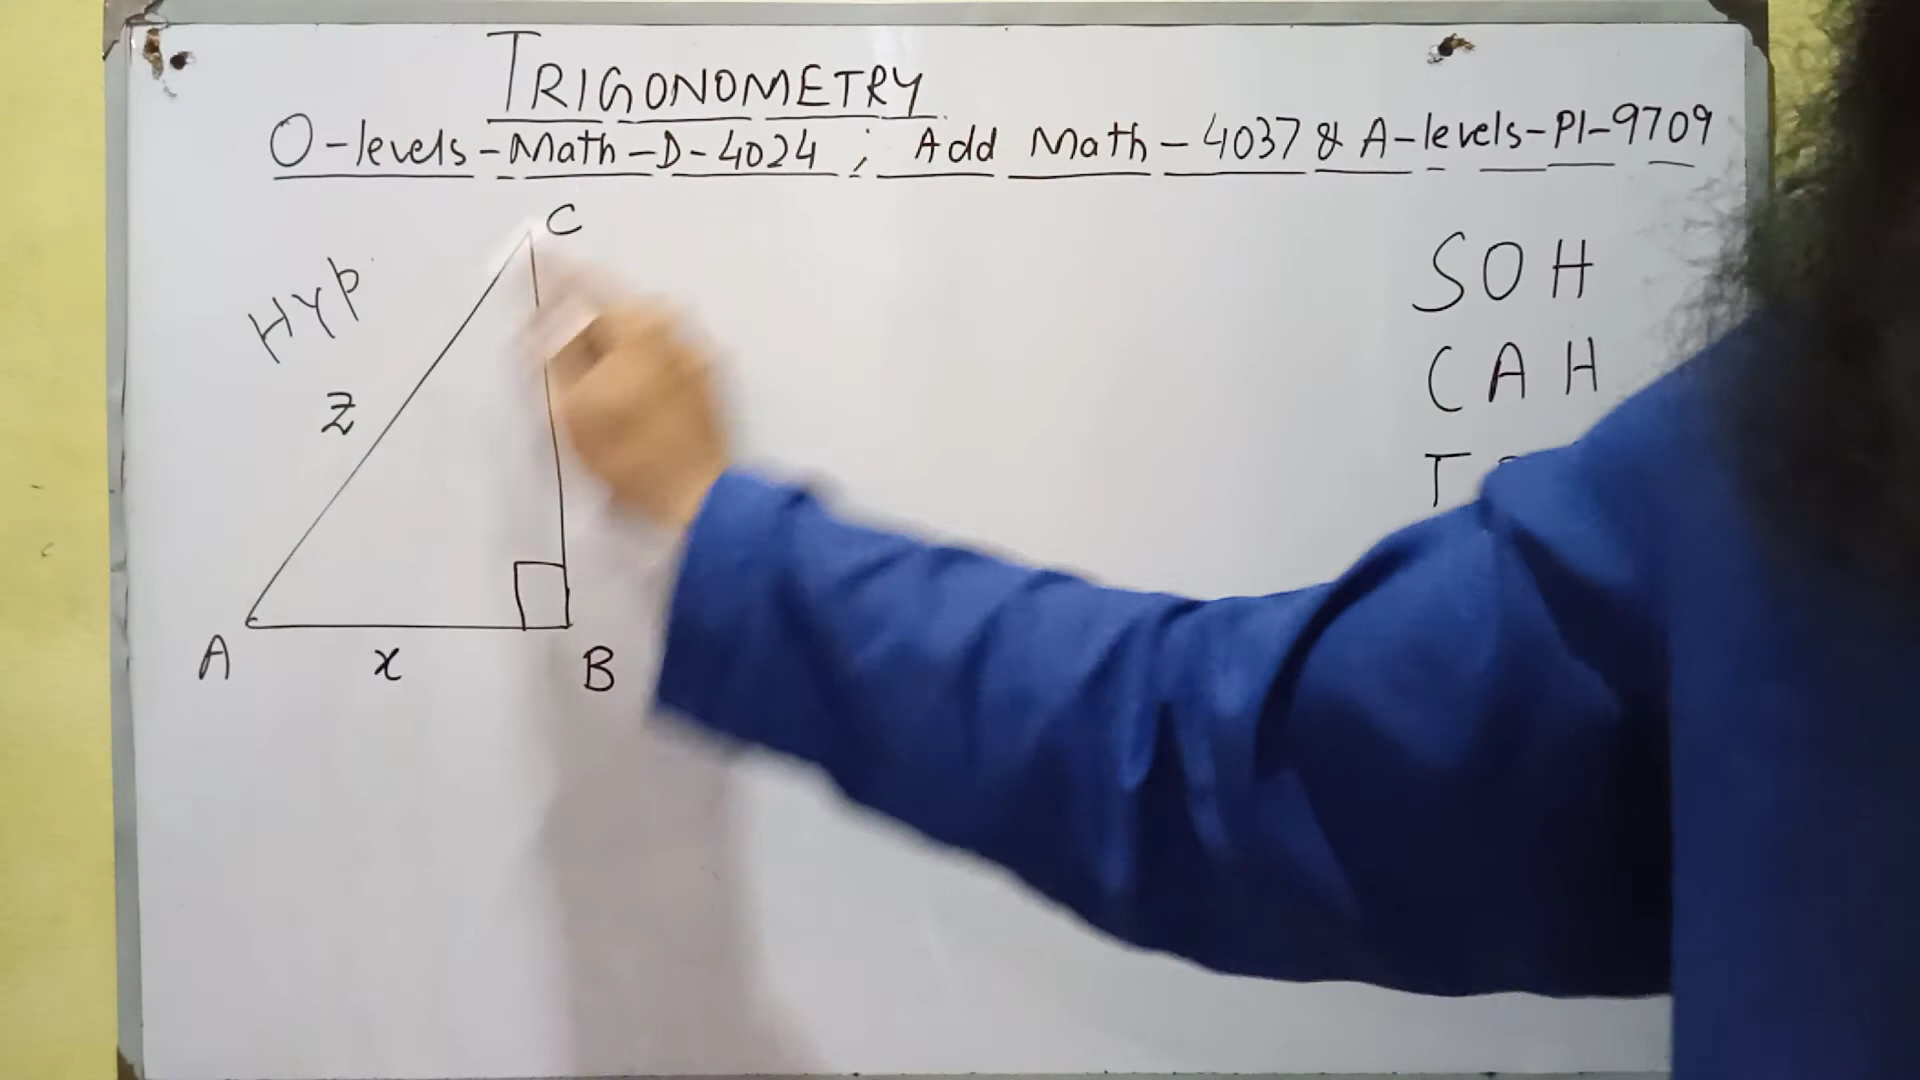 TRIGONOMETRY
O-levels-Math-D-4024 ; Add Math-4037 & A-levels-P1-9709
C
Hyp
SOH
CAH
z
T
A
x
B